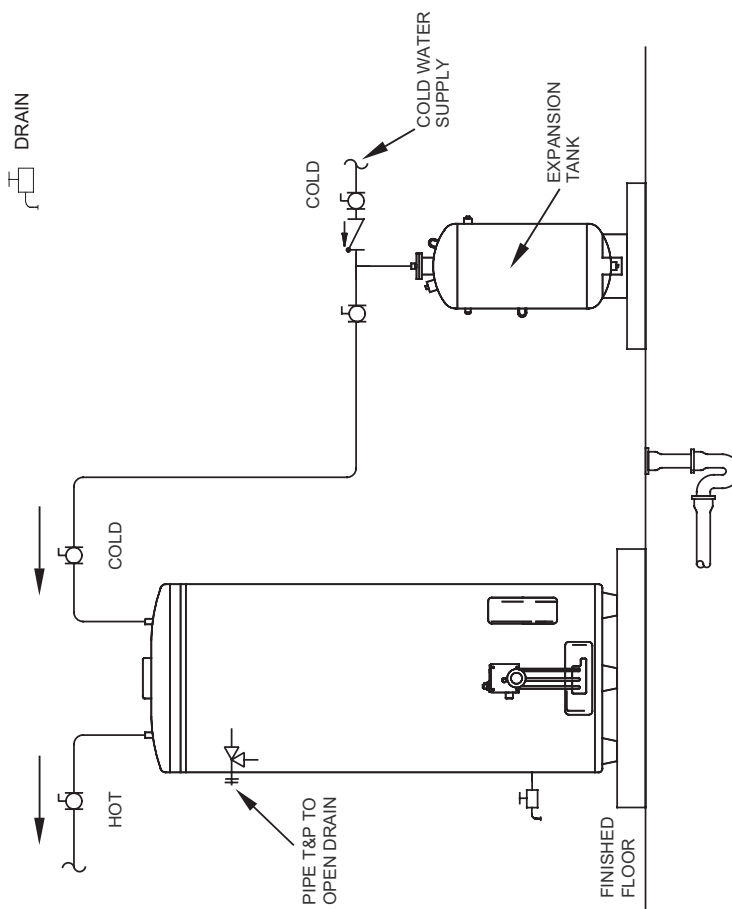 DRAIN
COLD
COLD WATER
SUPPLY
EXPANSION
TANK
COLD
HOT
PIPE T&P TO
OPEN DRAIN
FINISHED
FLOOR